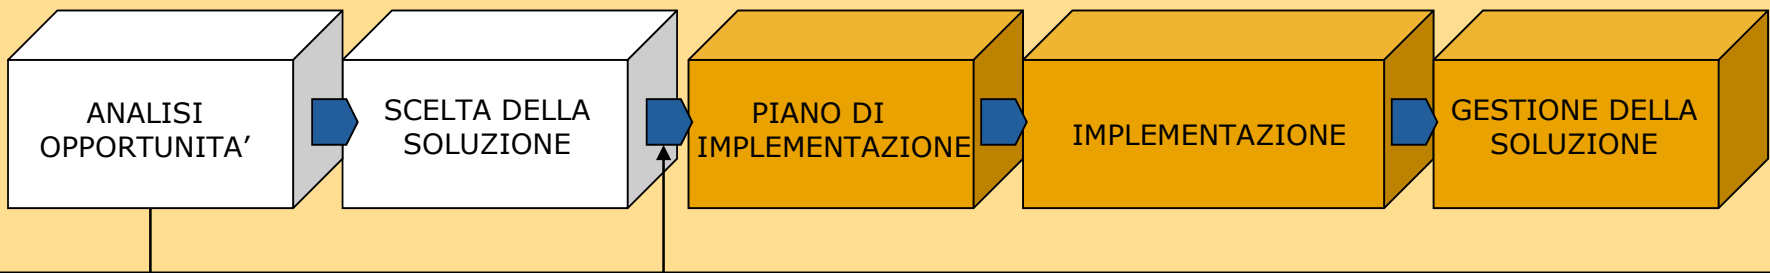 ANALISI
OPPORTUNITA’
SCELTA DELLA
SOLUZIONE
PIANO DI
IMPLEMENTAZIONE
IMPLEMENTAZIONE
GESTIONE DELLA
SOLUZIONE